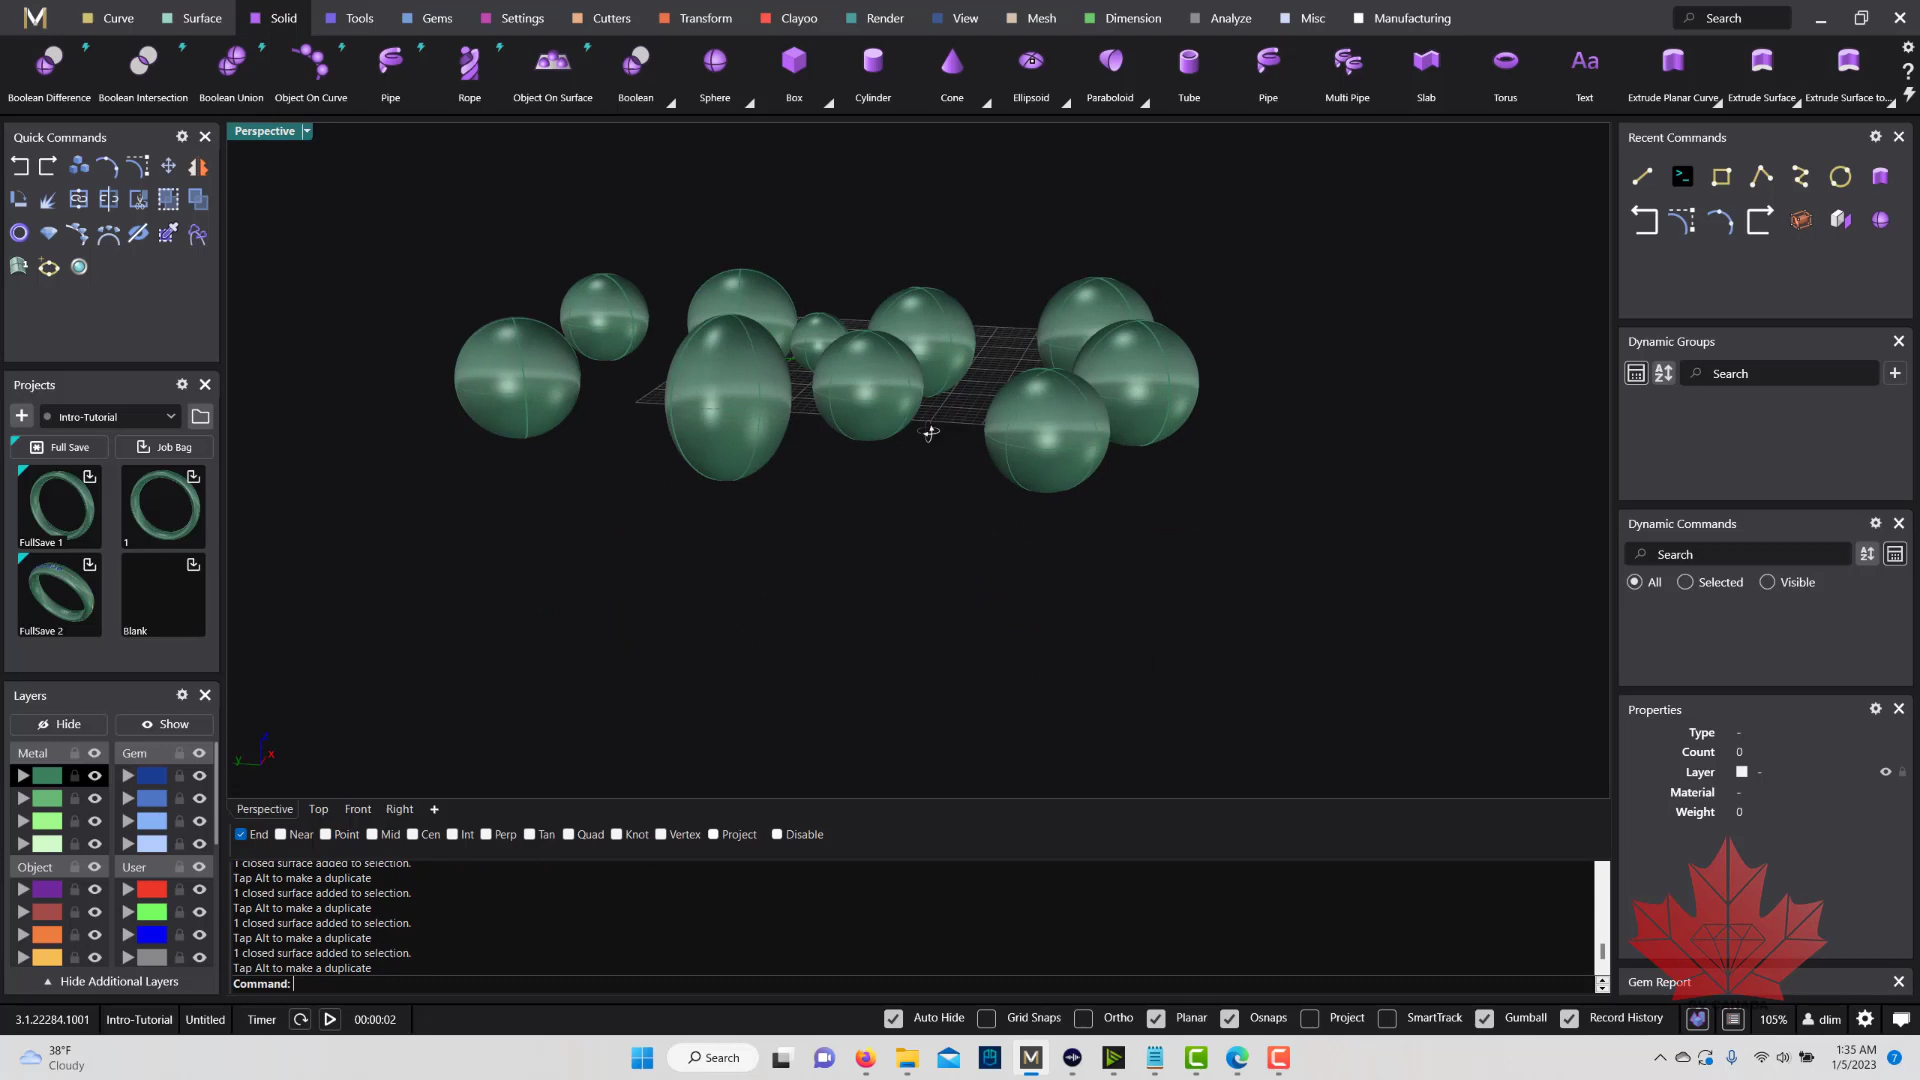 Curve Surface Solid Tools Gems Settings Cutters Transform Clayoo Render View Mesh Dimension Analyze Misc Manufacturing Search
Boolean Difference Boolean Intersection Boolean Union Object On Curve Pipe Rope Object On Surface Boolean Sphere Box Cylinder Cone Ellipsoid Paraboloid Tube Pipe Multi Pipe Slab Torus Text Extrude Planar Curve Extrude Surface Extrude Surface to...
Quick Commands
Perspective
Recent Commands
Dynamic Groups
Search
Projects
Intro-Tutorial
Full Save Job Bag
FullSave 1 1
FullSave 2 Blank
Dynamic Commands
Search
All Selected Visible
Layers
Hide Show
Metal Gem
Object User
Hide Additional Layers
Properties
Type -
Count 0
Layer -
Material -
Weight 0
Gem Report
z
y x
Perspective Top Front Right
End Near Point Mid Cen Int Perp Tan Quad Knot Vertex Project Disable
1 closed surface added to selection.
Tap Alt to make a duplicate
1 closed surface added to selection.
Tap Alt to make a duplicate
1 closed surface added to selection.
Tap Alt to make a duplicate
1 closed surface added to selection.
Tap Alt to make a duplicate
Command:
3.1.22284.1001 Intro-Tutorial Untitled Timer 00:00:02 Auto Hide Grid Snaps Ortho Planar Osnaps Project SmartTrack Gumball Record History 105% dlim
38°F
Cloudy
Search
1:35 AM
1/5/2023
7